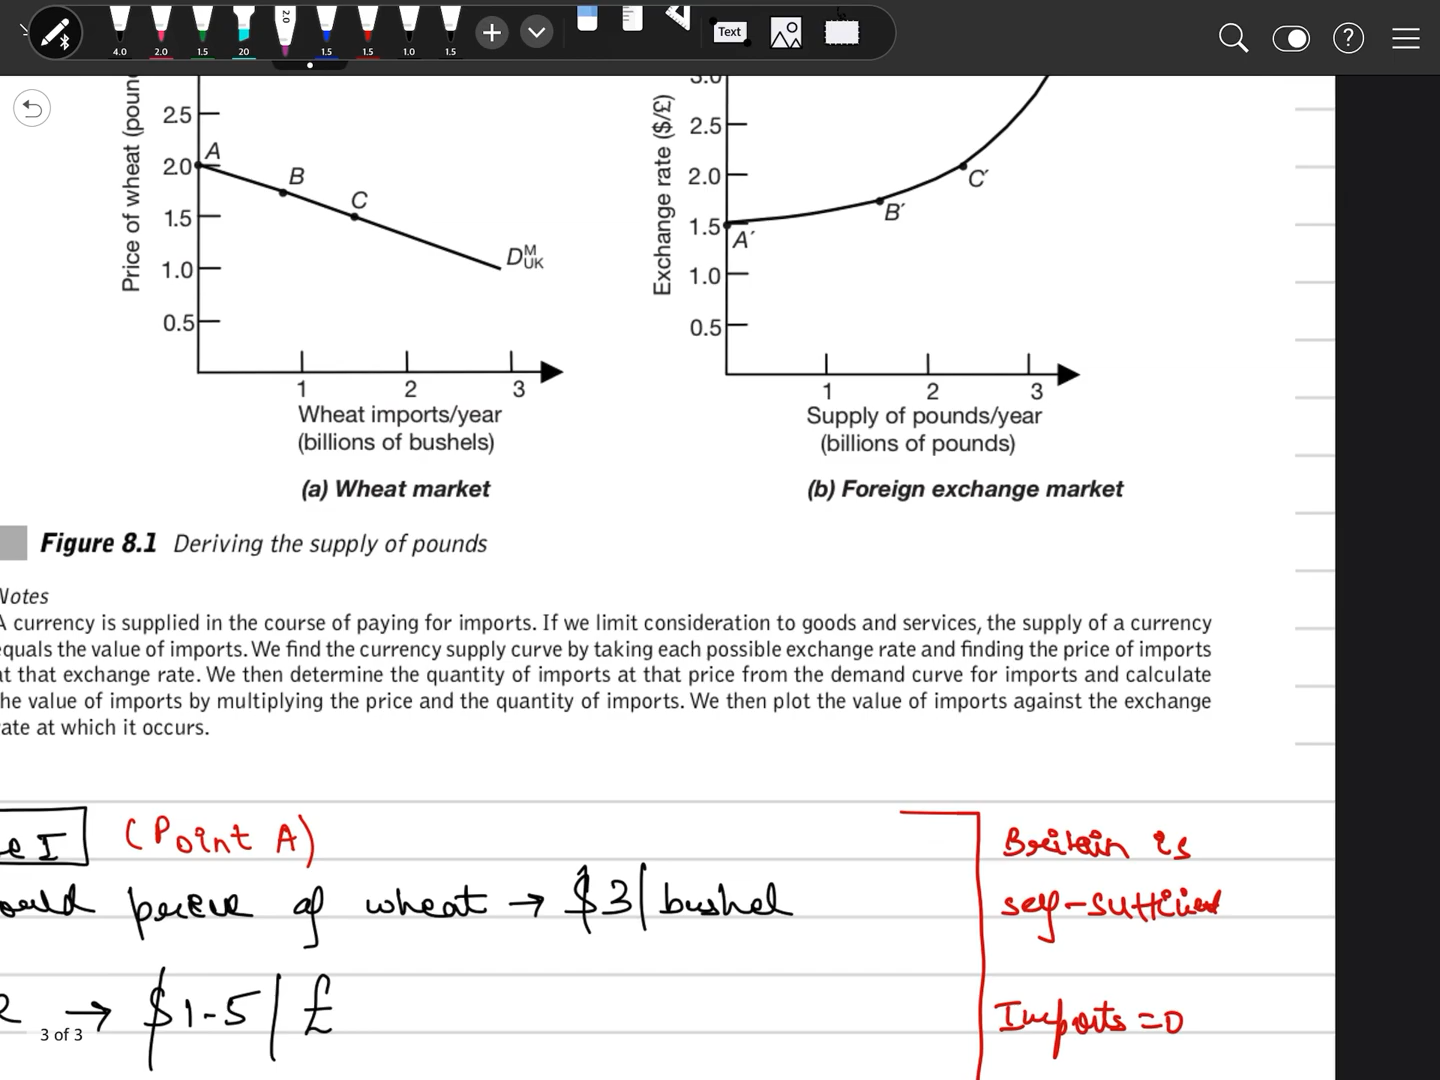 4.0 2.0 1.5 20 2.0 1.5 1.5 1.0 1.5 Text
Price of wheat (poun
2.5
2.0
1.5
1.0
0.5
A
B
C
D M UK
1 2 3
Wheat imports/year
(billions of bushels)
(a) Wheat market
Exchange rate ($/£)
3.0
2.5
2.0
1.5
1.0
0.5
A′
B′
C′
1 2 3
Supply of pounds/year
(billions of pounds)
(b) Foreign exchange market
Figure 8.1 Deriving the supply of pounds
Notes
A currency is supplied in the course of paying for imports. If we limit consideration to goods and services, the supply of a currency
equals the value of imports. We find the currency supply curve by taking each possible exchange rate and finding the price of imports
at that exchange rate. We then determine the quantity of imports at that price from the demand curve for imports and calculate
the value of imports by multiplying the price and the quantity of imports. We then plot the value of imports against the exchange
rate at which it occurs.
e I (Point A)
of wheat → $3/bushel
→ $1.5/£
3 of 3
Britain is
self-sufficient
Imports = 0